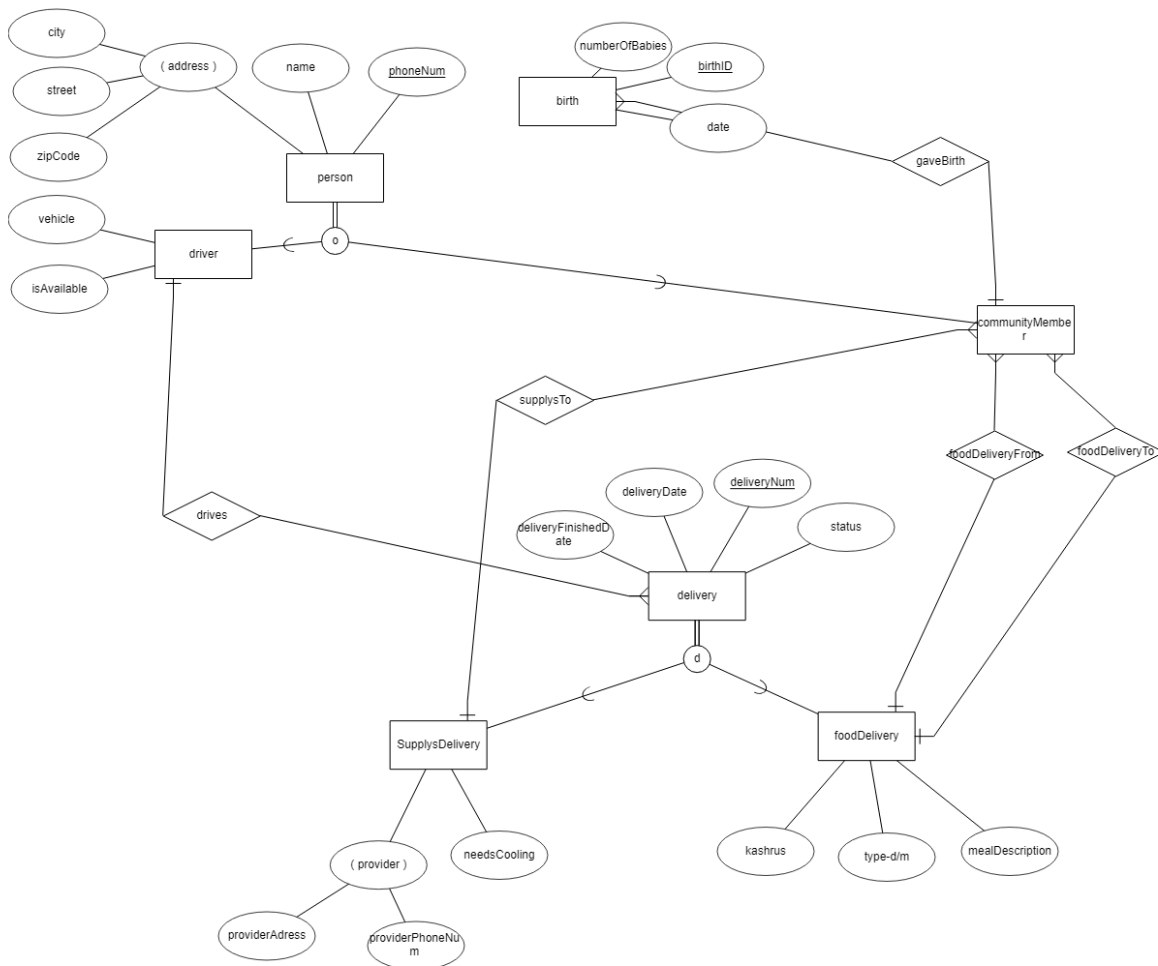 city
( address )
name
phoneNum
street
zipCode
person
numberOfBabies
birthID
birth
date
gaveBirth
vehicle
driver
o
isAvailable
communityMembe
r
supplysTo
foodDeliveryFrom
foodDeliveryTo
drives
deliveryDate
deliveryNum
deliveryFinishedD
ate
status
delivery
d
SupplysDelivery
foodDelivery
( provider )
needsCooling
kashrus
type-d/m
mealDescription
providerAdress
providerPhoneNu
m